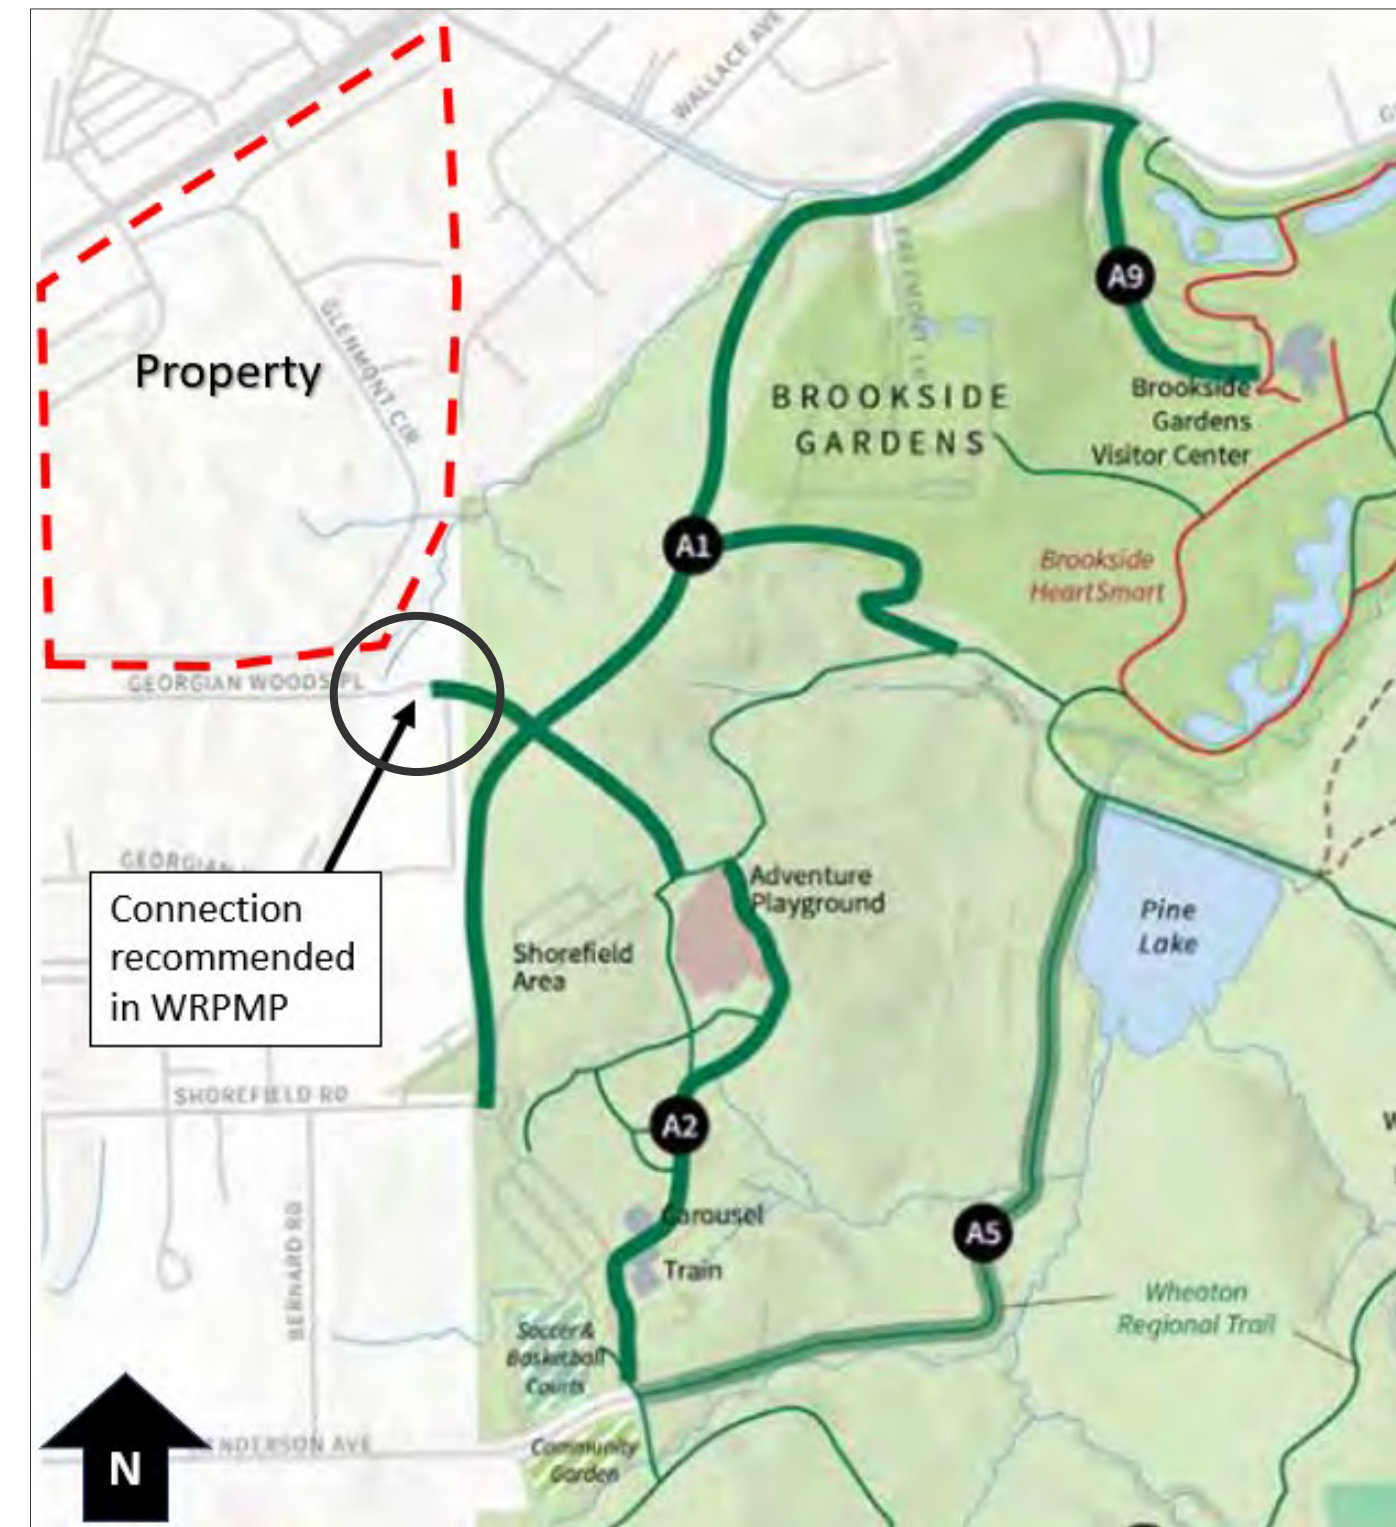 WALLACE AVE
GLENMONT CIR
Property
A9
BROOKSIDE
GARDENS
Brookside
Gardens
Visitor Center
A1
Brookside
HeartSmart
GEORGIAN WOODS PL
Connection
recommended
in WRPMP
Adventure
Playground
Pine
Lake
Shorefield
Area
SHOREFIELD RD
A2
Carousel
A5
Train
BERNARD RD
Wheaton
Regional Trail
Soccer &
Basketball
Courts
Community
Garden
N